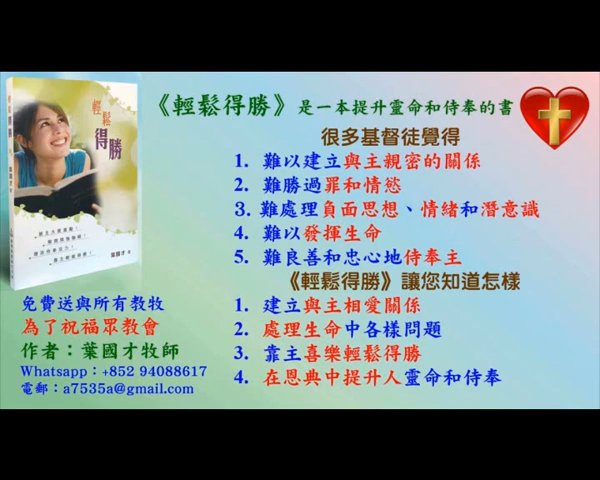 輕鬆
得勝
葉國才 著
輕鬆得勝
《輕鬆得勝》是一本提升靈命和侍奉的書
很多基督徒覺得
1. 難以建立與主親密的關係
2. 難勝過罪和情慾
3. 難處理負面思想、情緒和潛意識
4. 難以發揮生命
5. 難良善和忠心地侍奉主
《輕鬆得勝》讓您知道怎樣
1. 建立與主相愛關係
2. 處理生命中各樣問題
3. 靠主喜樂輕鬆得勝
4. 在恩典中提升人靈命和侍奉
免費送與所有教牧
為了祝福眾教會
作者：葉國才牧師
Whatsapp：+852 94088617
電郵：a7535a@gmail.com